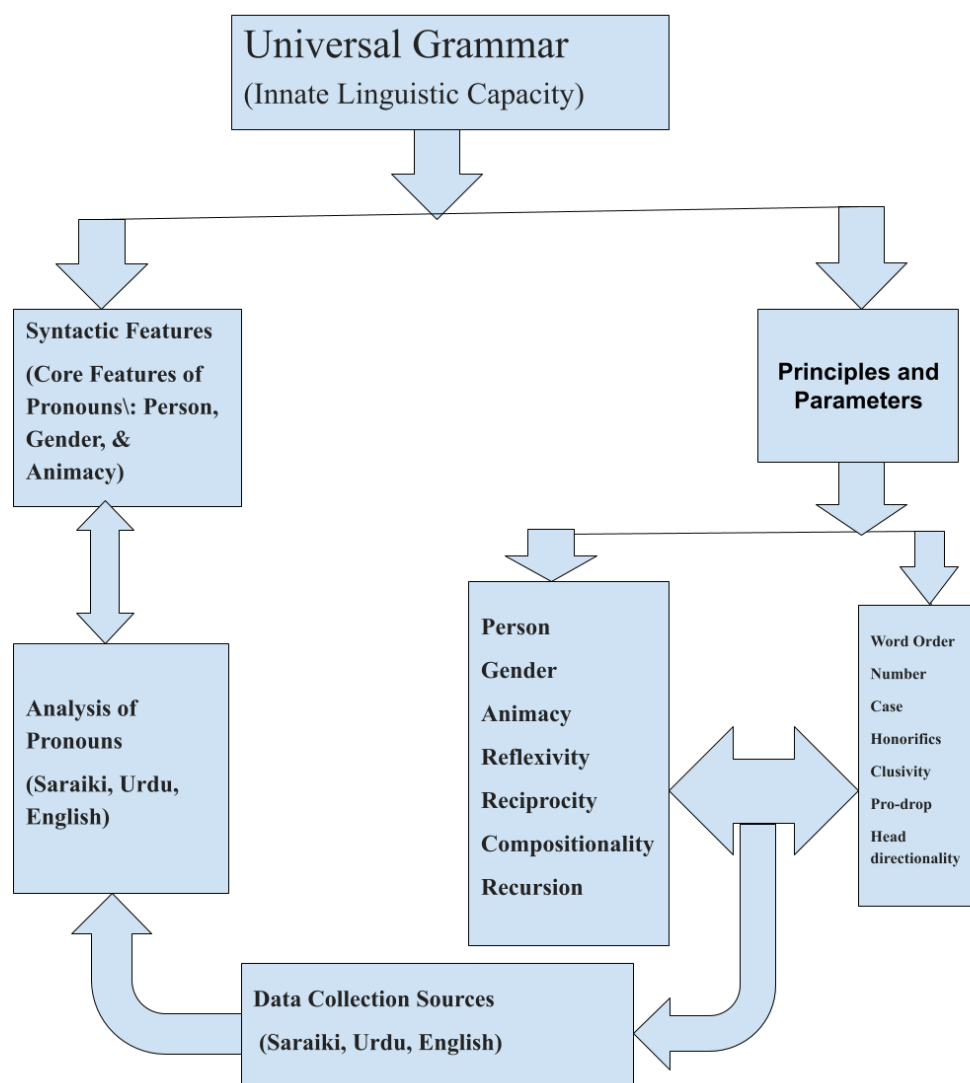 Universal Grammar
(Innate Linguistic Capacity)
Syntactic Features
(Core Features of
Pronouns\: Person,
Gender, &
Animacy)
Principles and
Parameters
Person
Gender
Animacy
Reflexivity
Reciprocity
Compositionality
Recursion
Word Order
Number
Case
Honorifics
Clusivity
Pro-drop
Head
directionality
Analysis of
Pronouns
(Saraiki, Urdu,
English)
Data Collection Sources
(Saraiki, Urdu, English)